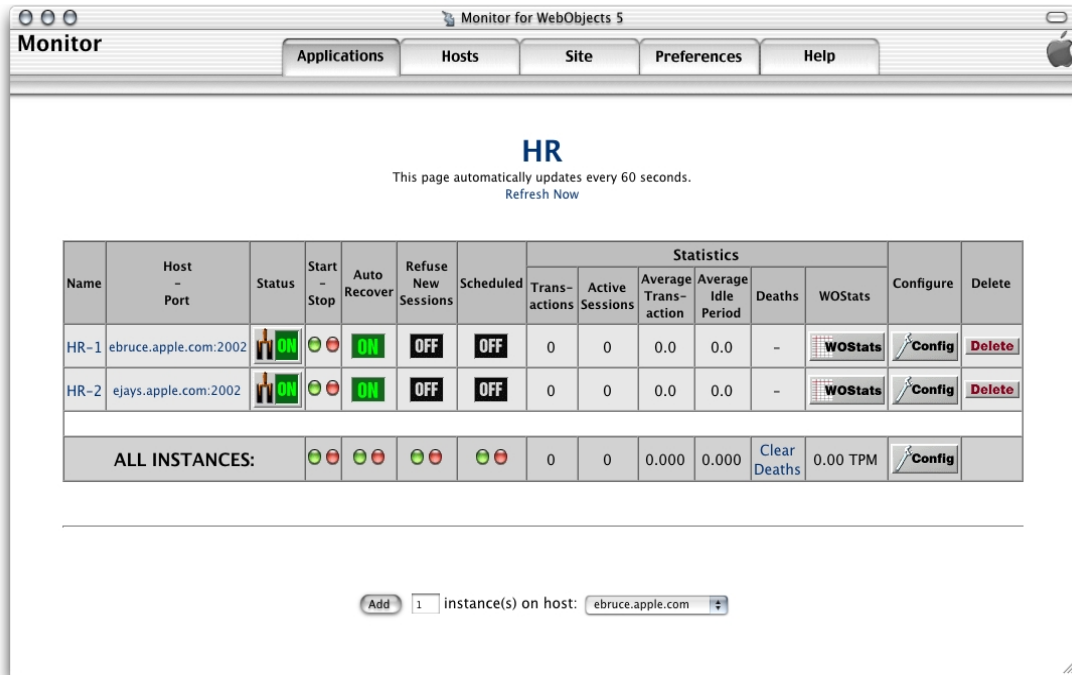 Monitor for WebObjects 5
Monitor
Applications
Hosts
Site
Preferences
Help
HR
This page automatically updates every 60 seconds.
Refresh Now
Name
Host
-
Port
Status
Start
-
Stop
Auto
Recover
Refuse
New
Sessions
Scheduled
Statistics
Trans-
actions
Active
Sessions
Average
Trans-
action
Average
Idle
Period
Deaths
WOStats
Configure
Delete
HR-1 ebruce.apple.com:2002 ON ON OFF OFF 0 0 0.0 0.0 - WOStats Config Delete
HR-2 ejays.apple.com:2002 ON ON OFF OFF 0 0 0.0 0.0 - WOStats Config Delete
ALL INSTANCES: 0 0 0.000 0.000 Clear Deaths 0.00 TPM Config
Add 1 instance(s) on host: ebruce.apple.com